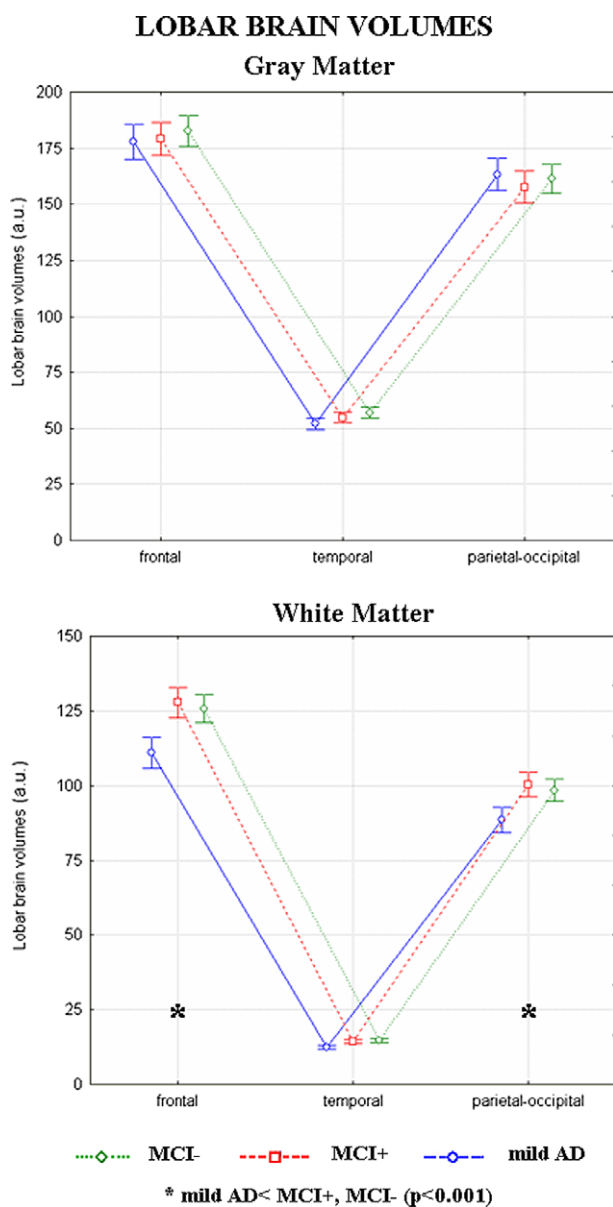 LOBAR BRAIN VOLUMES
Gray Matter
200
175
150
125
100
75
50
25
0
Lobar brain volumes (a.u.)
frontal temporal parietal-occipital
White Matter
150
125
100
75
50
25
0
Lobar brain volumes (a.u.)
* *
frontal temporal parietal-occipital
MCI- MCI+ mild AD
* mild AD< MCI+, MCI- (p<0.001)